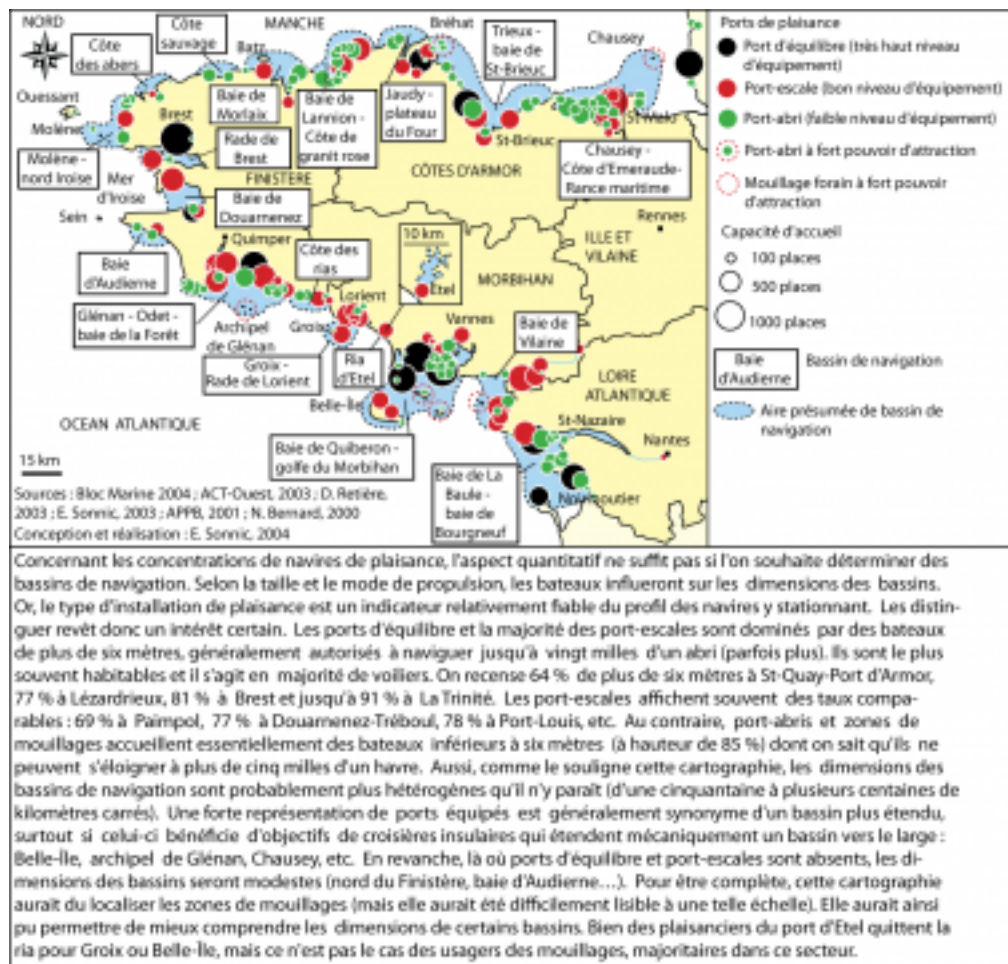 NORD
MANCHE
Côte des abers
Côte sauvage
Batz
Bréhat
Trieux - baie de St-Brieuc
Chausey
Ouessant
Molène
Brest
Baie de Morlaix
Baie de Lannion - Côte de granit rose
Jaudy - plateau du Four
St-Brieuc
St-Malo
Molène - nord Iroise
Rade de Brest
Mer d'Iroise
FINISTERE
CÔTES D'ARMOR
Chausey - Côte d'Emeraude - Rance maritime
Sein
Baie de Douarnenez
Rennes
Quimper
Côte des rias
10 km
Etel
ILLE ET VILAINE
MORBIHAN
Baie d'Audierne
Lorient
Vannes
Baie de Vilaine
Glénan - Odet - baie de la Forêt
Archipel de Glénan
Groix
Groix - Rade de Lorient
Ria d'Etel
LOIRE ATLANTIQUE
Belle-Île
OCEAN ATLANTIQUE
St-Nazaire
Nantes
Baie de Quiberon - golfe du Morbihan
Baie de La Baule - baie de Bourgneuf
Noirmoutier
15 km
Sources : Bloc Marine 2004 ; ACT-Ouest, 2003 ; D. Retière,
2003 ; E. Sonnic, 2003 ; APPB, 2001 ; N. Bernard, 2000
Conception et réalisation : E. Sonnic, 2004
Ports de plaisance
Port d'équilibre (très haut niveau
d'équipement)
Port-escale (bon niveau d'équipement)
Port-abri (faible niveau d'équipement)
Port-abri à fort pouvoir d'attraction
Mouillage forain à fort pouvoir
d'attraction
Capacité d'accueil
100 places
500 places
1000 places
Baie d'Audierne
Bassin de navigation
Aire présumée de bassin de
navigation
Concernant les concentrations de navires de plaisance, l'aspect quantitatif ne suffit pas si l'on souhaite déterminer des
bassins de navigation. Selon la taille et le mode de propulsion, les bateaux influeront sur les dimensions des bassins.
Or, le type d'installation de plaisance est un indicateur relativement fiable du profil des navires y stationnant. Les distin-
guer revêt donc un intérêt certain. Les ports d'équilibre et la majorité des port-escales sont dominés par des bateaux
de plus de six mètres, généralement autorisés à naviguer jusqu'à vingt milles d'un abri (parfois plus). Ils sont le plus
souvent habitables et il s'agit en majorité de voiliers. On recense 64 % de plus de six mètres à St-Quay-Port d'Armor,
77 % à Lézardrieux, 81 % à Brest et jusqu'à 91 % à La Trinité. Les port-escales affichent souvent des taux compa-
rables : 69 % à Paimpol, 77 % à Douarnenez-Tréboul, 78 % à Port-Louis, etc. Au contraire, port-abris et zones de
mouillages accueillent essentiellement des bateaux inférieurs à six mètres (à hauteur de 85 %) dont on sait qu'ils ne
peuvent s'éloigner à plus de cinq milles d'un havre. Aussi, comme le souligne cette cartographie, les dimensions des
bassins de navigation sont probablement plus hétérogènes qu'il n'y paraît (d'une cinquantaine à plusieurs centaines de
kilomètres carrés). Une forte représentation de ports équipés est généralement synonyme d'un bassin plus étendu,
surtout si celui-ci bénéficie d'objectifs de croisières insulaires qui étendent mécaniquement un bassin vers le large :
Belle-Île, archipel de Glénan, Chausey, etc. En revanche, là où ports d'équilibre et port-escales sont absents, les di-
mensions des bassins seront modestes (nord du Finistère, baie d'Audierne...). Pour être complète, cette cartographie
aurait du localiser les zones de mouillages (mais elle aurait été difficilement lisible à une telle échelle). Elle aurait ainsi
pu permettre de mieux comprendre les dimensions de certains bassins. Bien des plaisanciers du port d'Etel quittent la
ria pour Groix ou Belle-Île, mais ce n'est pas le cas des usagers des mouillages, majoritaires dans ce secteur.